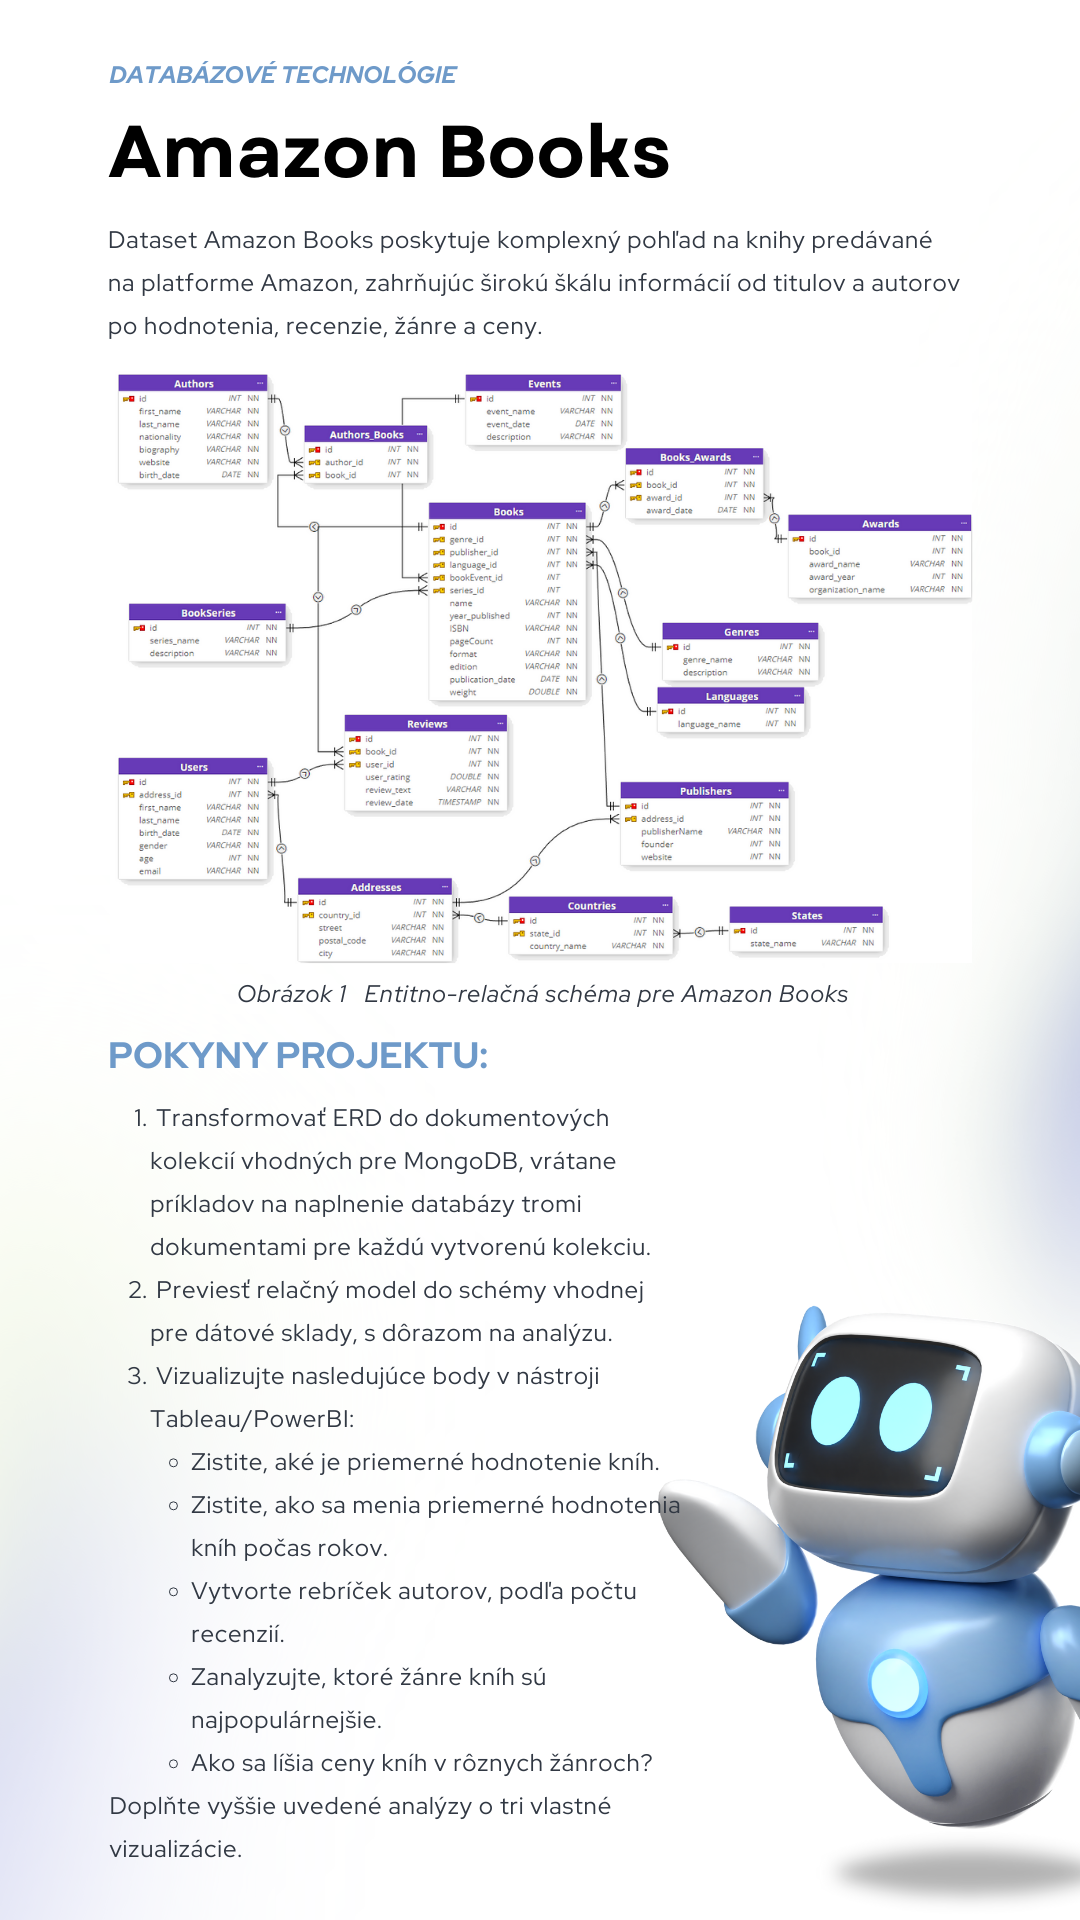 DATABÁZOVÉ TECHNOLÓGIE
Amazon Books
Dataset Amazon Books poskytuje komplexný pohľad na knihy predávané
na platforme Amazon, zahrňujúc širokú škálu informácií od titulov a autorov
po hodnotenia, recenzie, žánre a ceny.
Authors
id INT NN
first_name VARCHAR NN
last_name VARCHAR NN
nationality VARCHAR NN
biography VARCHAR NN
website VARCHAR NN
birth_date DATE NN
Authors_Books
id INT NN
author_id INT NN
book_id INT NN
Events
id INT NN
event_name VARCHAR NN
event_date DATE NN
description VARCHAR NN
Books_Awards
id INT NN
book_id INT NN
award_id INT NN
award_date DATE NN
Awards
id INT NN
book_id INT NN
award_name VARCHAR NN
award_year INT NN
organization_name VARCHAR NN
Books
id INT NN
genre_id INT NN
publisher_id INT NN
language_id INT NN
bookEvent_id INT
series_id INT
name VARCHAR NN
year_published INT NN
ISBN VARCHAR NN
pageCount INT NN
format VARCHAR NN
edition VARCHAR NN
publication_date DATE NN
weight DOUBLE NN
BookSeries
id INT NN
series_name VARCHAR NN
description VARCHAR NN
Genres
id INT NN
genre_name VARCHAR NN
description VARCHAR NN
Languages
id INT NN
language_name INT NN
Reviews
id INT NN
book_id INT NN
user_id INT NN
user_rating DOUBLE NN
review_text VARCHAR NN
review_date TIMESTAMP NN
Users
id INT NN
address_id INT NN
first_name VARCHAR NN
last_name VARCHAR NN
birth_date DATE NN
gender VARCHAR NN
age INT NN
email VARCHAR NN
Publishers
id INT NN
address_id INT NN
publisherName VARCHAR NN
founder INT NN
website INT NN
Addresses
id INT NN
country_id INT NN
street VARCHAR NN
postal_code VARCHAR NN
city VARCHAR NN
Countries
id INT NN
state_id INT NN
country_name VARCHAR NN
States
id INT NN
state_name VARCHAR NN
Obrázok 1 Entitno-relačná schéma pre Amazon Books
POKYNY PROJEKTU:
1. Transformovať ERD do dokumentových
kolekcií vhodných pre MongoDB, vrátane
príkladov na naplnenie databázy tromi
dokumentami pre každú vytvorenú kolekciu.
2. Previesť relačný model do schémy vhodnej
pre dátové sklady, s dôrazom na analýzu.
3. Vizualizujte nasledujúce body v nástroji
Tableau/PowerBI:
◦ Zistite, aké je priemerné hodnotenie kníh.
◦ Zistite, ako sa menia priemerné hodnotenia
kníh počas rokov.
◦ Vytvorte rebríček autorov, podľa počtu
recenzií.
◦ Zanalyzujte, ktoré žánre kníh sú
najpopulárnejšie.
◦ Ako sa líšia ceny kníh v rôznych žánroch?
Doplňte vyššie uvedené analýzy o tri vlastné
vizualizácie.